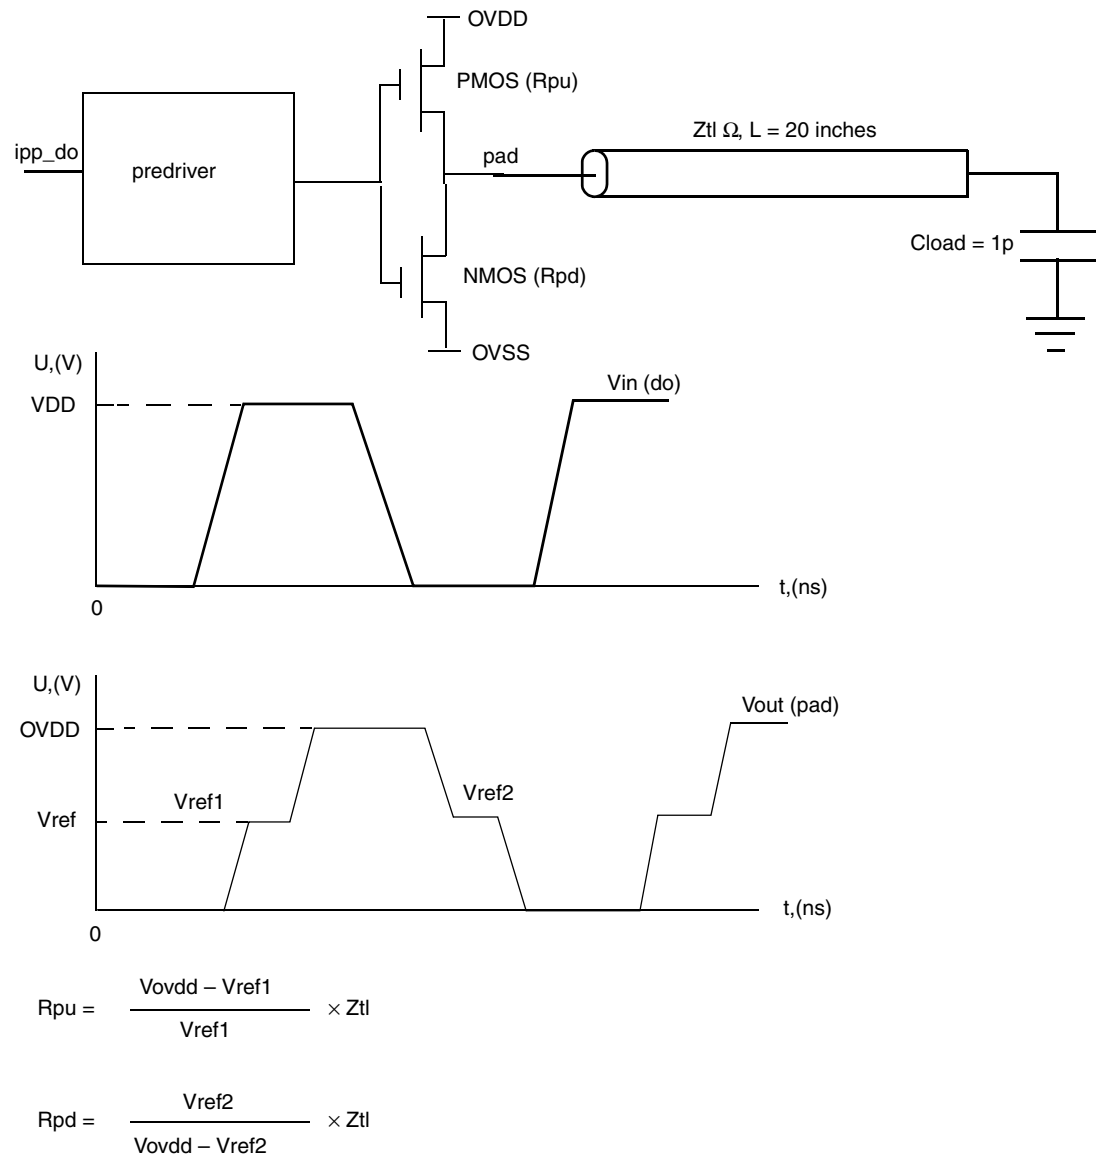 OVDD
PMOS (Rpu)
ipp_do
predriver
pad
Ztl Ω, L = 20 inches
Cload = 1p
NMOS (Rpd)
OVSS
U,(V)
VDD
Vin (do)
t,(ns)
0
U,(V)
OVDD
Vout (pad)
Vref1
Vref2
Vref
t,(ns)
0
Vovdd – Vref1
Rpu =
× Ztl
Vref1
Vref2
Rpd =
× Ztl
Vovdd – Vref2